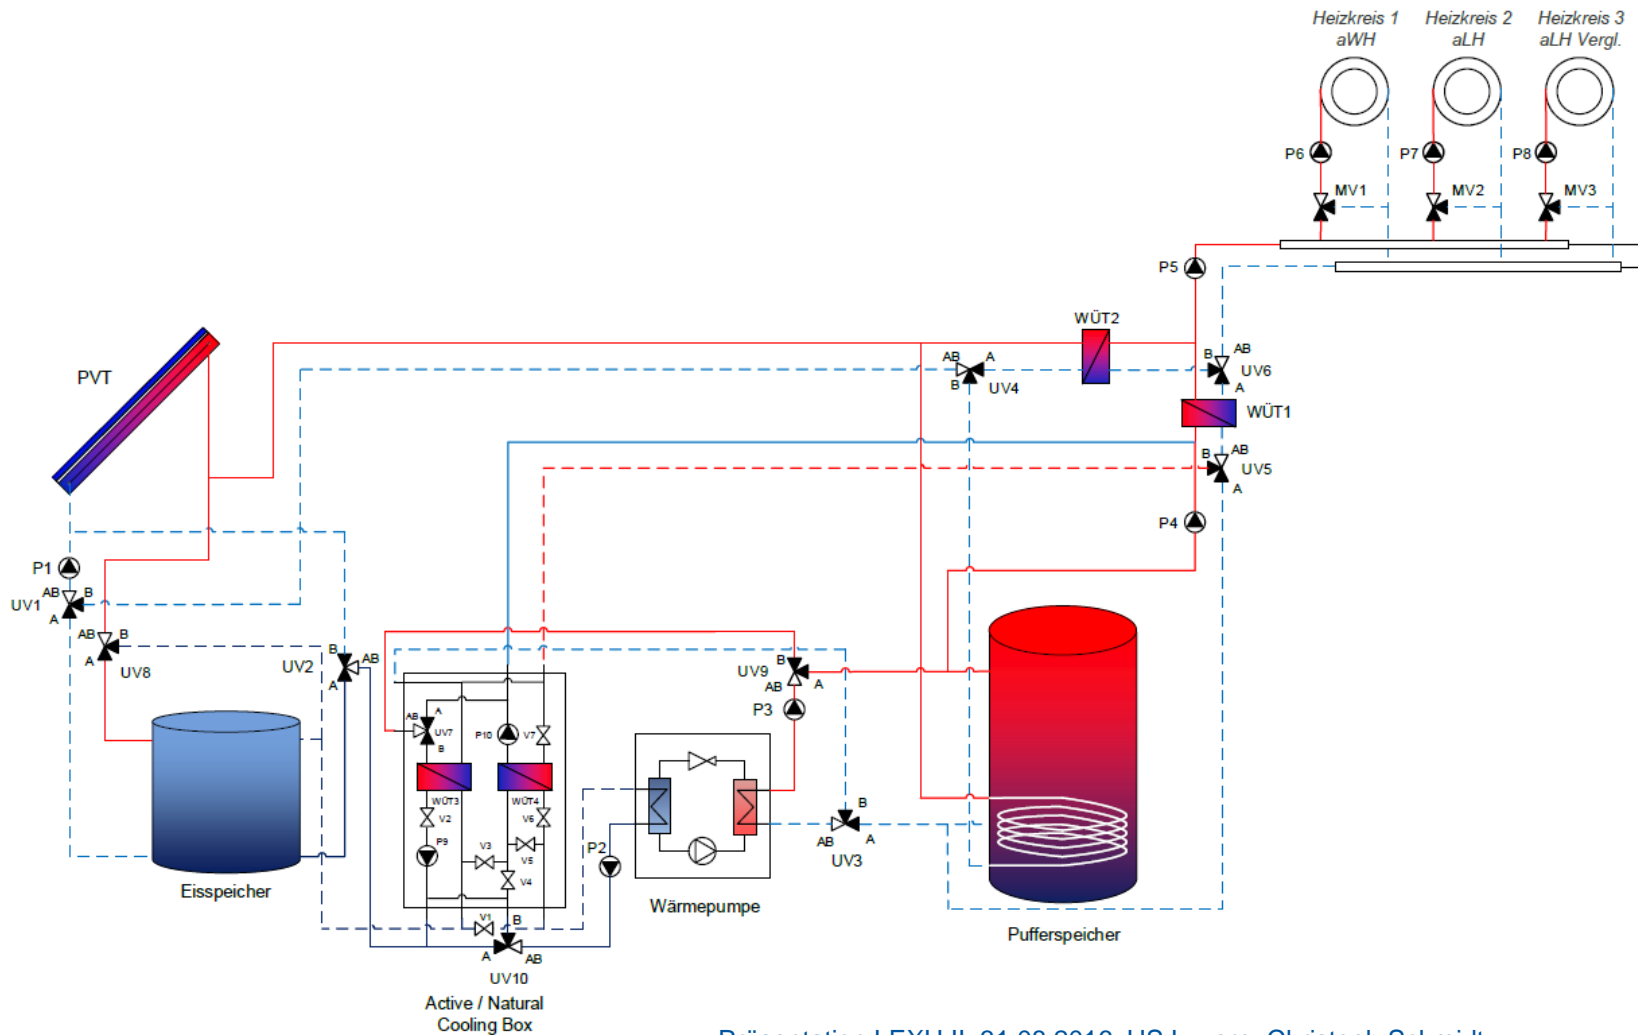 Heizkreis 1
aWH
Heizkreis 2
aLH
Heizkreis 3
aLH Vergl.
P6
P7
P8
MV1
MV2
MV3
P5
WÜT2
PVT
AB
A
B
UV4
B
AB
UV6
A
WÜT1
B
AB
UV5
A
P4
P1
AB
B
UV1
A
AB
B
A
UV8
B
UV2
AB
A
B
UV9
A
AB
P3
A
AB
UV7
B
P10
V7
WÜT3
WÜT4
V2
V6
P9
V3
V5
V4
V1
B
A
AB
UV10
P2
B
AB
A
UV3
Eisspeicher
Wärmepumpe
Pufferspeicher
Active / Natural
Cooling Box